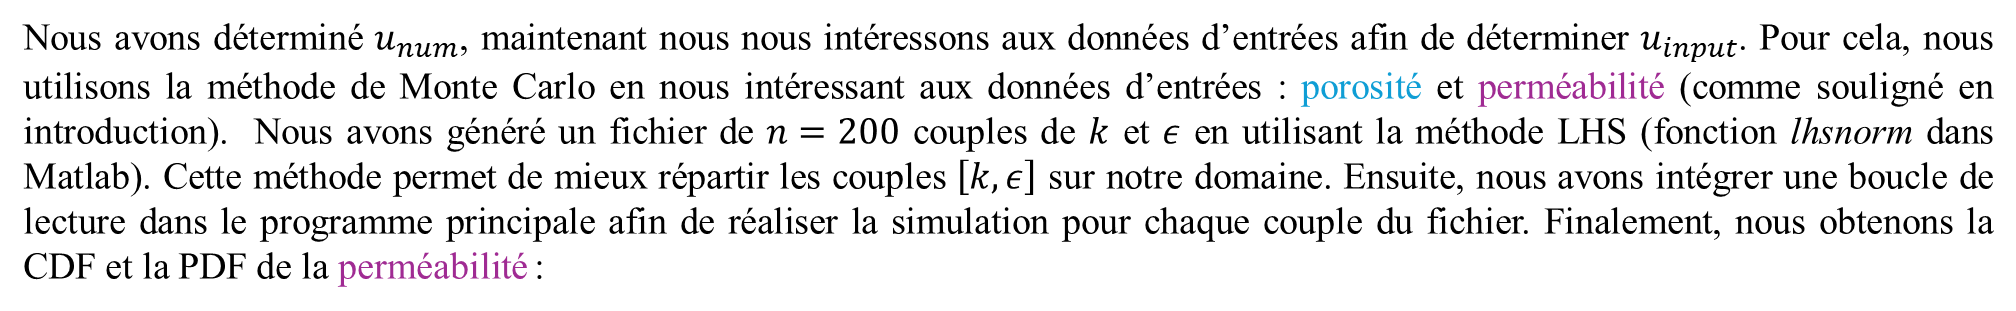 Nous avons déterminé u_num, maintenant nous nous intéressons aux données d’entrées afin de déterminer u_input. Pour cela, nous
utilisons la méthode de Monte Carlo en nous intéressant aux données d’entrées : porosité et perméabilité (comme souligné en
introduction). Nous avons généré un fichier de n = 200 couples de k et ϵ en utilisant la méthode LHS (fonction lhsnorm dans
Matlab). Cette méthode permet de mieux répartir les couples [k, ϵ] sur notre domaine. Ensuite, nous avons intégrer une boucle de
lecture dans le programme principale afin de réaliser la simulation pour chaque couple du fichier. Finalement, nous obtenons la
CDF et la PDF de la perméabilité :